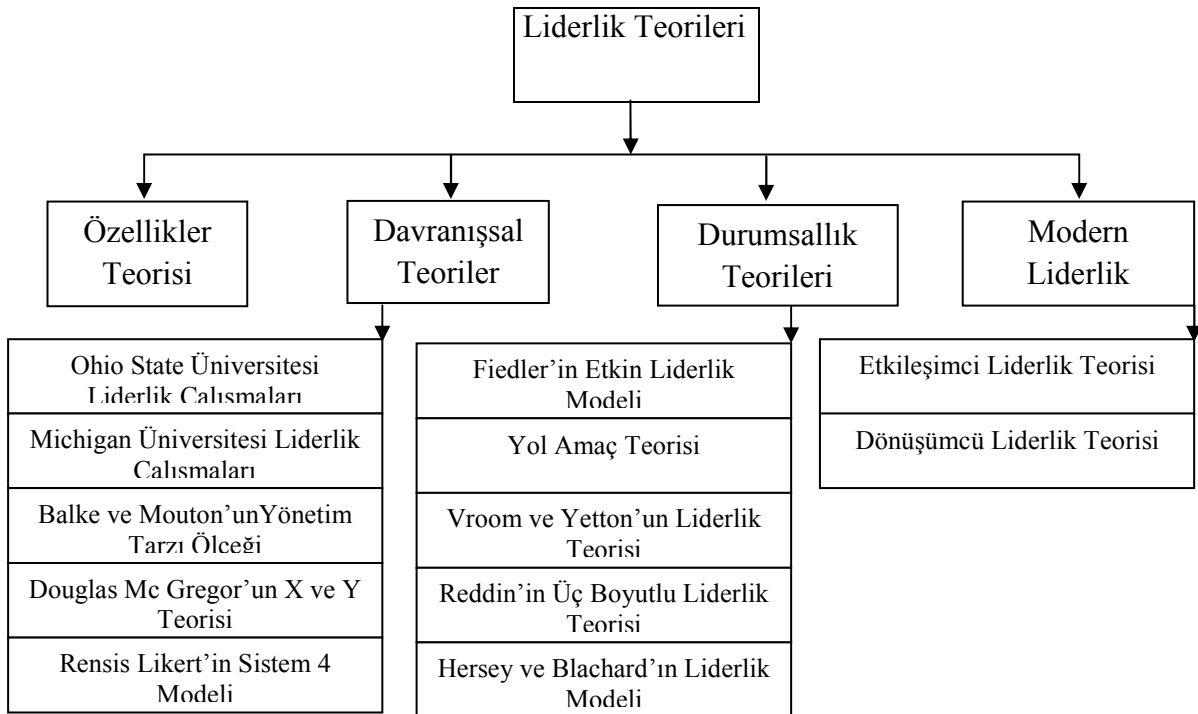 Liderlik Teorileri
Özellikler
Teorisi
Davranışsal
Teoriler
Durumsallık
Teorileri
Modern
Liderlik
Ohio State Üniversitesi
Liderlik Çalışmaları
Michigan Üniversitesi Liderlik
Çalışmaları
Balke ve Mouton’unYönetim
Tarzı Ölçeği
Douglas Mc Gregor’un X ve Y
Teorisi
Rensis Likert’in Sistem 4
Modeli
Fiedler’in Etkin Liderlik
Modeli
Yol Amaç Teorisi
Vroom ve Yetton’un Liderlik
Teorisi
Reddin’in Üç Boyutlu Liderlik
Teorisi
Hersey ve Blachard’ın Liderlik
Modeli
Etkileşimci Liderlik Teorisi
Dönüşümcü Liderlik Teorisi